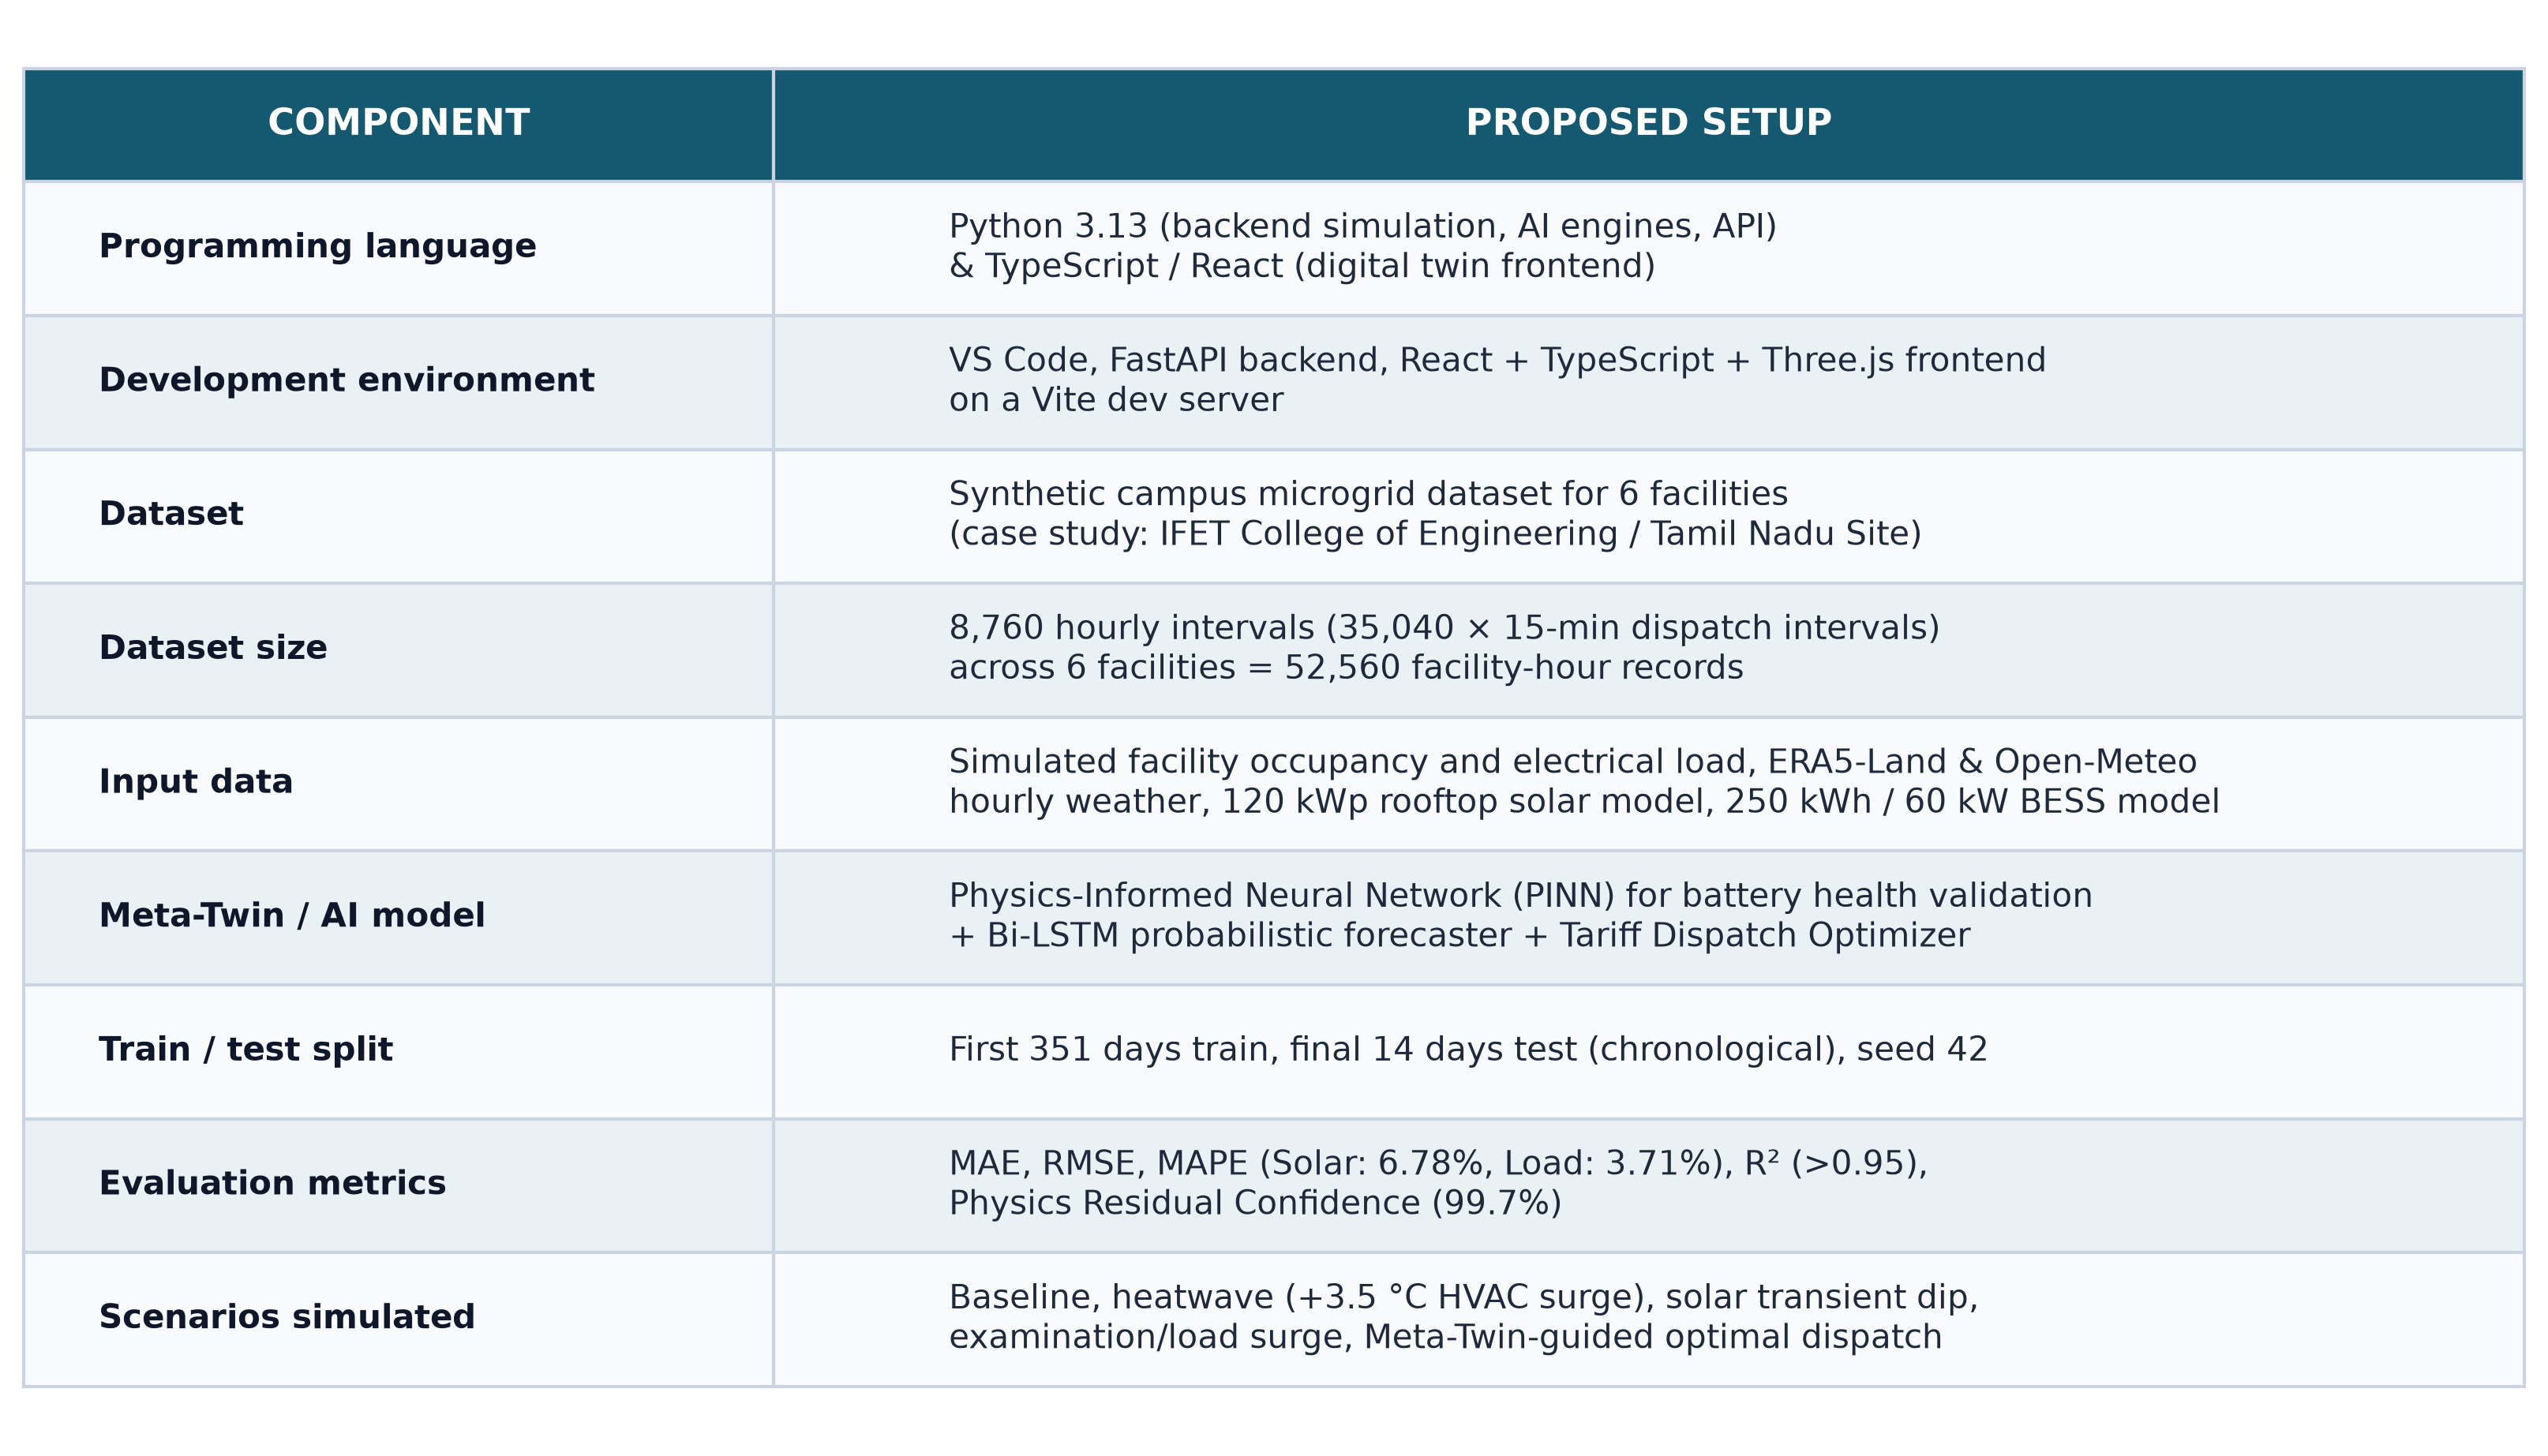 COMPONENT
PROPOSED SETUP
Programming language
Python 3.13 (backend simulation, AI engines, API)
& TypeScript / React (digital twin frontend)
Development environment
VS Code, FastAPI backend, React + TypeScript + Three.js frontend
on a Vite dev server
Dataset
Synthetic campus microgrid dataset for 6 facilities
(case study: IFET College of Engineering / Tamil Nadu Site)
Dataset size
8,760 hourly intervals (35,040 × 15-min dispatch intervals)
across 6 facilities = 52,560 facility-hour records
Input data
Simulated facility occupancy and electrical load, ERA5-Land & Open-Meteo
hourly weather, 120 kWp rooftop solar model, 250 kWh / 60 kW BESS model
Meta-Twin / AI model
Physics-Informed Neural Network (PINN) for battery health validation
+ Bi-LSTM probabilistic forecaster + Tariff Dispatch Optimizer
Train / test split
First 351 days train, final 14 days test (chronological), seed 42
Evaluation metrics
MAE, RMSE, MAPE (Solar: 6.78%, Load: 3.71%), R² (>0.95),
Physics Residual Confidence (99.7%)
Scenarios simulated
Baseline, heatwave (+3.5 °C HVAC surge), solar transient dip,
examination/load surge, Meta-Twin-guided optimal dispatch